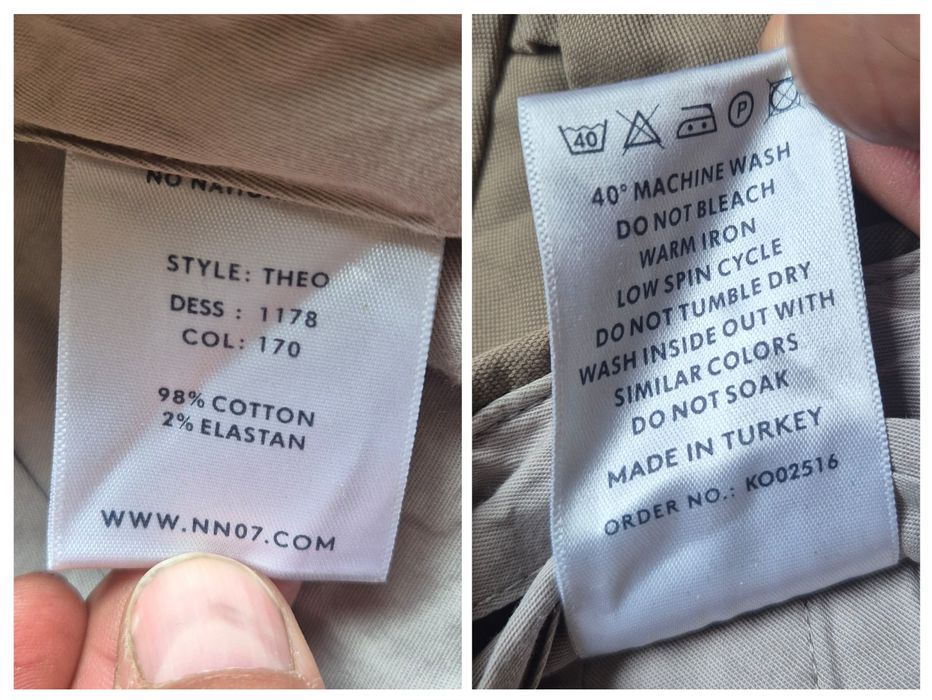 NO
STYLE: THEO
DESS : 1178
COL: 170
98% COTTON
2% ELASTAN
WWW.NN07.COM
40 P
40° MACHINE WASH
DO NOT BLEACH
WARM IRON
LOW SPIN CYCLE
DO NOT TUMBLE DRY
WASH INSIDE OUT WITH
SIMILAR COLORS
DO NOT SOAK
MADE IN TURKEY
ORDER NO.: KO02516